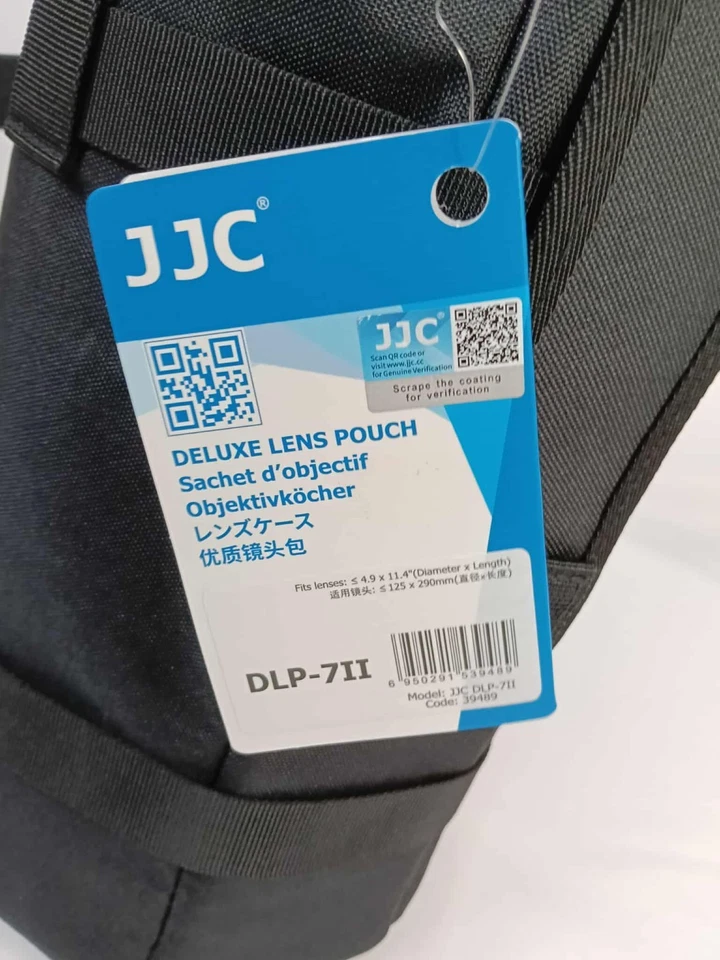 JJC®
JJC®
Scan QR code or
visit www.jjc.cc
for Genuine Verification
Scrape the coating
for verification
DELUXE LENS POUCH
Sachet d'objectif
Objektivköcher
レンズケース
优质镜头包
Fits lenses: ≤ 4.9 x 11.4"(Diameter x Length)
适用镜头: ≤125 x 290mm(直径×长度)
DLP-7II
6 950291 539489
Model: JJC DLP-7II
Code: 39489